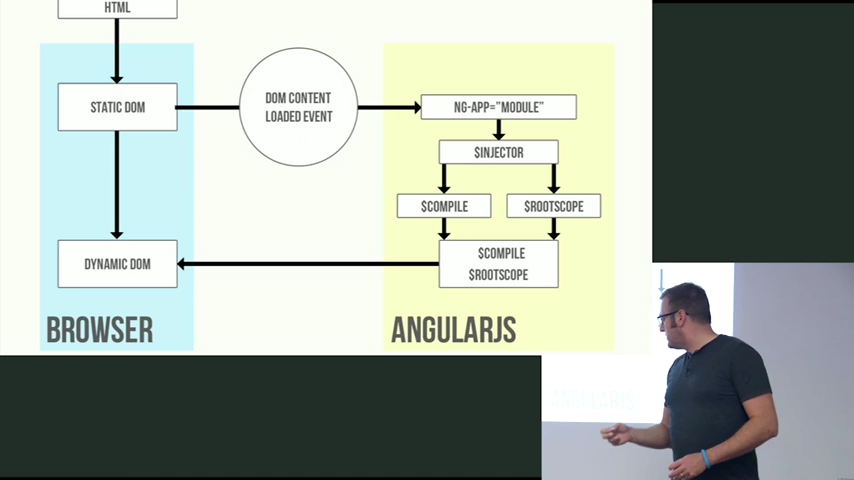 HTML
STATIC DOM
DOM CONTENT
LOADED EVENT
NG-APP="MODULE"
$INJECTOR
$COMPILE
$ROOTSCOPE
DYNAMIC DOM
$COMPILE
$ROOTSCOPE
BROWSER
ANGULARJS
ANGULARJS